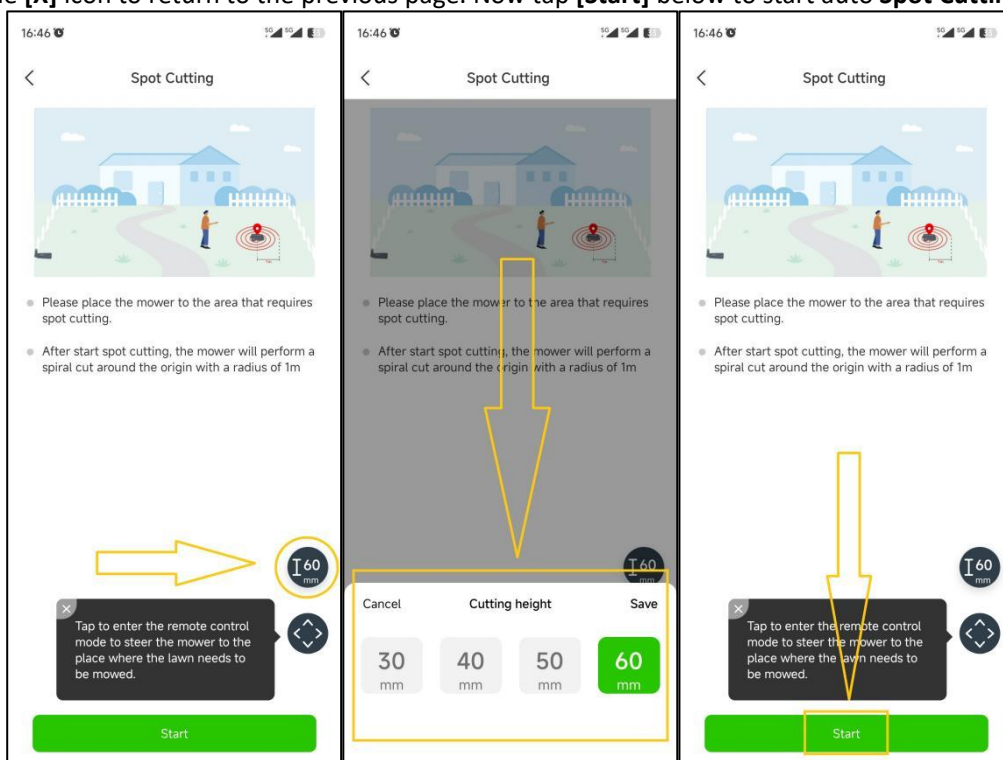 [X] icon to return to the previous page. Now tap [Start] below to start auto Spot
16:46
5G 5G
Spot Cutting
Please place the mower to the area that requires
spot cutting.
After start spot cutting, the mower will perform a
spiral cut around the origin with a radius of 1m
60
mm
Tap to enter the remote control
mode to steer the mower to the
place where the lawn needs to
be mowed.
Start
16:46
5G 5G
Spot Cutting
Please place the mower to the area that requires
spot cutting.
After start spot cutting, the mower will perform a
spiral cut around the origin with a radius of 1m
60
mm
Cancel Cutting height Save
30 40 50 60
mm mm mm mm
16:46
5G 5G
Spot Cutting
Please place the mower to the area that requires
spot cutting.
After start spot cutting, the mower will perform a
spiral cut around the origin with a radius of 1m
60
mm
Tap to enter the remote control
mode to steer the mower to the
place where the lawn needs to
be mowed.
Start